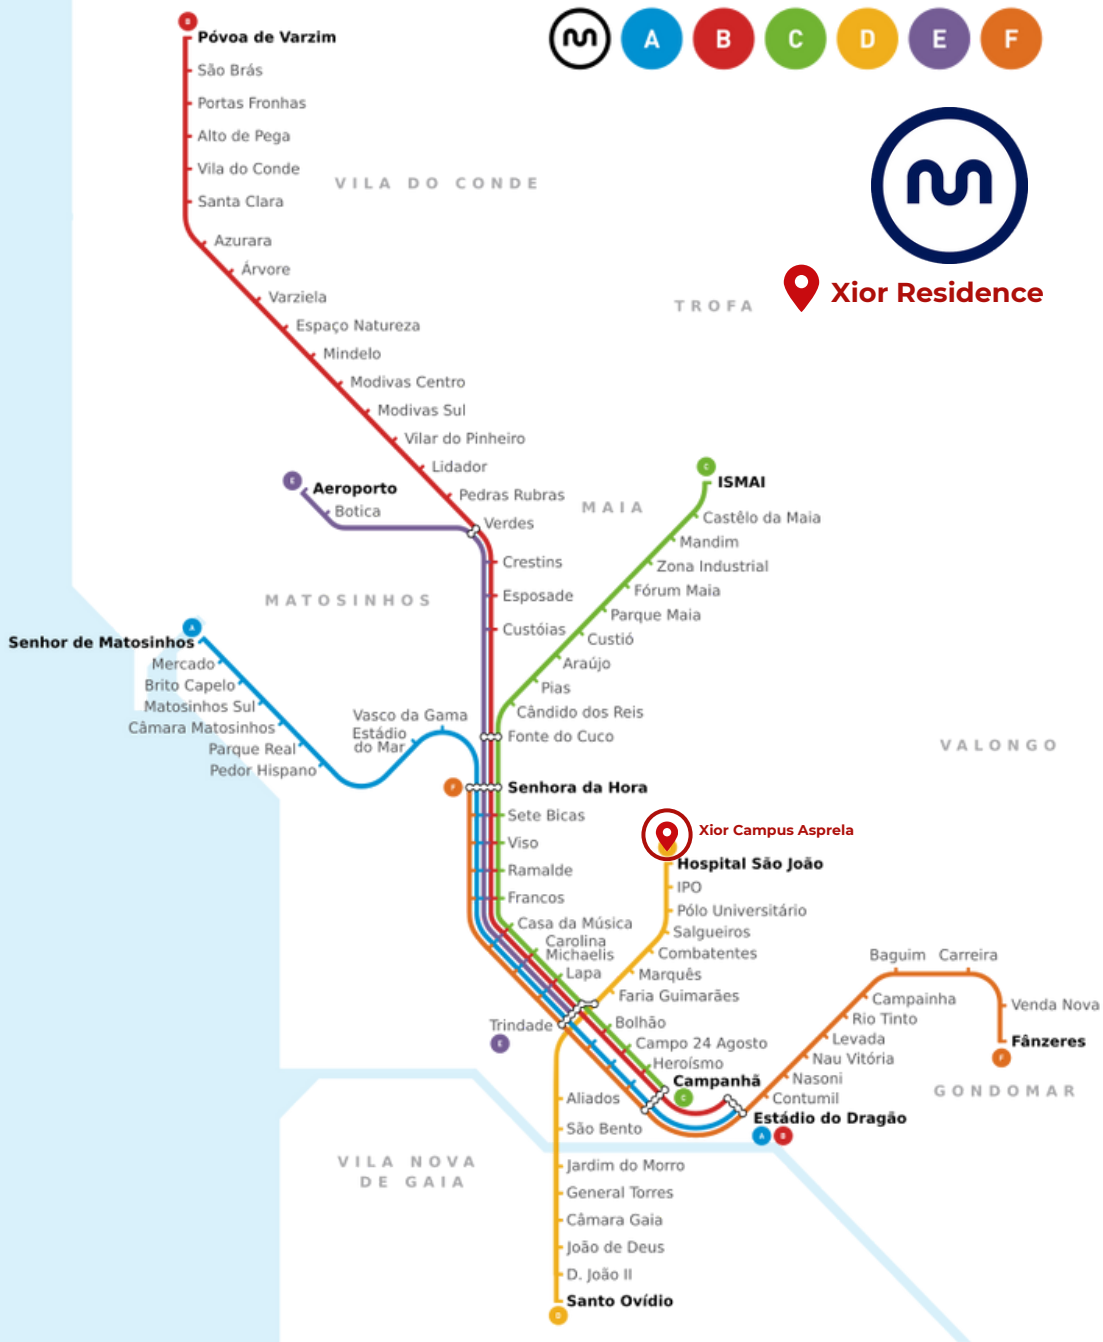 A B C D E F
B
Póvoa de Varzim
São Brás
Portas Fronhas
Alto de Pega
Vila do Conde
VILA DO CONDE
Santa Clara
Azurara
Árvore
Xior Residence
Varziela
TROFA
Espaço Natureza
Mindelo
Modivas Centro
Modivas Sul
Vilar do Pinheiro
Lidador
C
E
ISMAI
Aeroporto
Pedras Rubras
MAIA
Botica
Castêlo da Maia
Verdes
Mandim
Crestins
Zona Industrial
Fórum Maia
Esposade
MATOSINHOS
Parque Maia
A
Custóias
Custió
Senhor de Matosinhos
Mercado
Araújo
Brito Capelo
Pias
Matosinhos Sul
Cândido dos Reis
Vasco da Gama
Câmara Matosinhos
Estádio
do Mar
Fonte do Cuco
VALONGO
Parque Real
Pedor Hispano
F
Senhora da Hora
Sete Bicas
Xior Campus Asprela
Viso
Hospital São João
Ramalde
IPO
Francos
Pólo Universitário
Casa da Música
Salgueiros
Carolina
Michaelis
Combatentes
Baguim
Carreira
Lapa
Marquês
Faria Guimarães
Campainha
Venda Nova
Rio Tinto
Trindade
Bolhão
E
Levada
Campo 24 Agosto
Fânzeres
F
Heroísmo
Nau Vitória
Campanhã
C
Nasoni
GONDOMAR
Aliados
Contumil
Estádio do Dragão
A B
São Bento
VILA NOVA
DE GAIA
Jardim do Morro
General Torres
Câmara Gaia
João de Deus
D. João II
Santo Ovídio
D